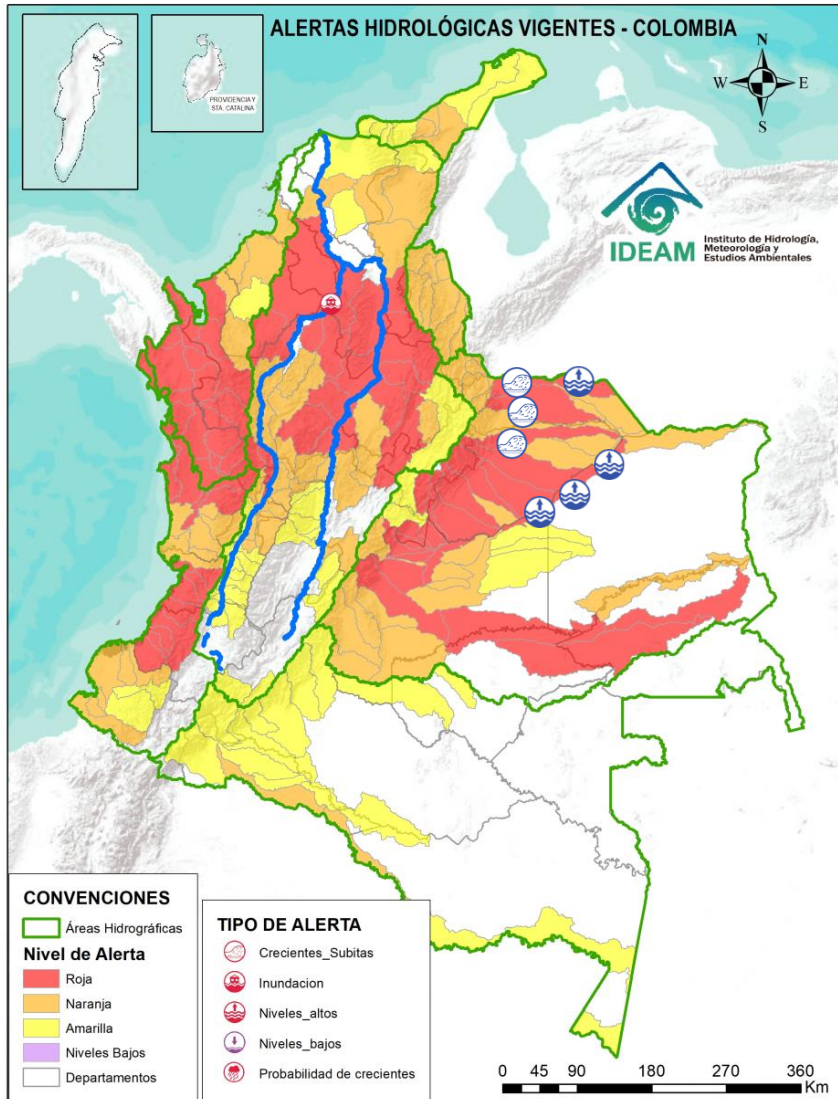 ALERTAS HIDROLÓGICAS VIGENTES - COLOMBIA
PROVIDENCIA Y
STA. CATALINA
N
W
E
S
IDEAM
Instituto de Hidrología,
Meteorología y
Estudios Ambientales
CONVENCIONES
Áreas Hidrográficas
Nivel de Alerta
Roja
Naranja
Amarilla
Niveles Bajos
Departamentos
TIPO DE ALERTA
Crecientes_Subitas
Inundacion
Niveles_altos
Niveles_bajos
Probabilidad de crecientes
0 45 90 180 270 360
Km